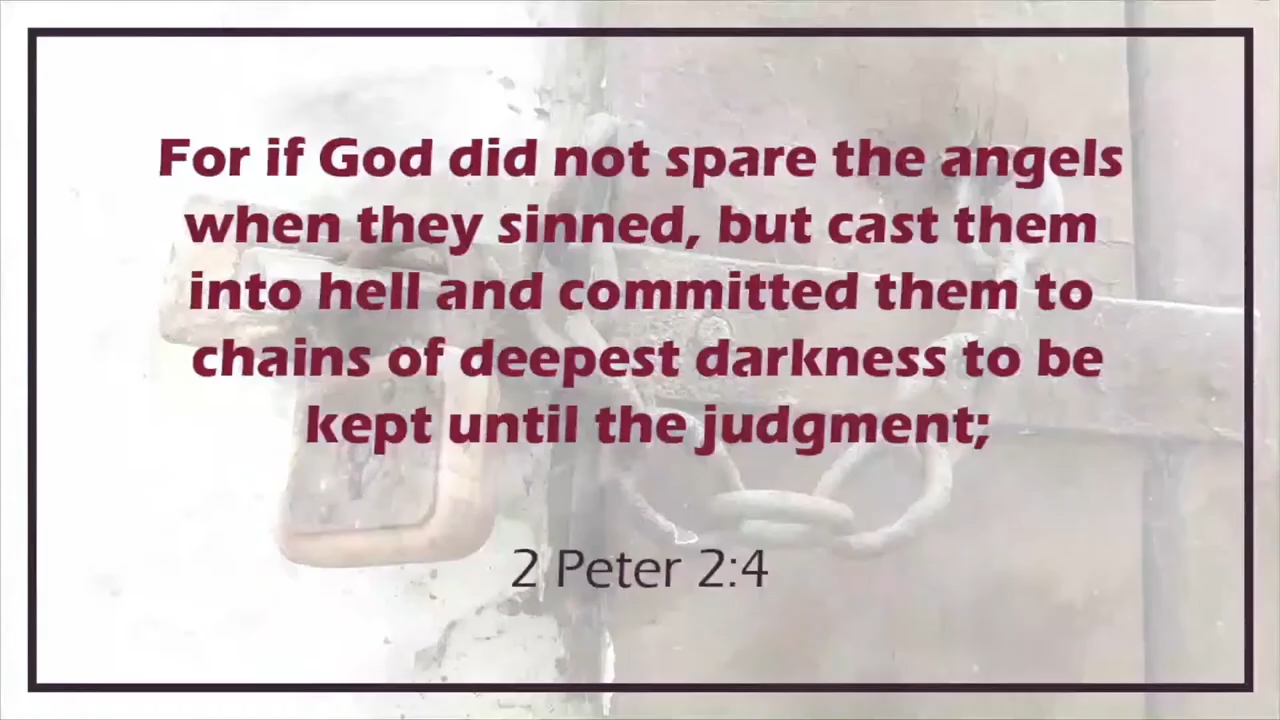 For if God did not spare the angels
when they sinned, but cast them
into hell and committed them to
chains of deepest darkness to be
kept until the judgment;
2 Peter 2:4